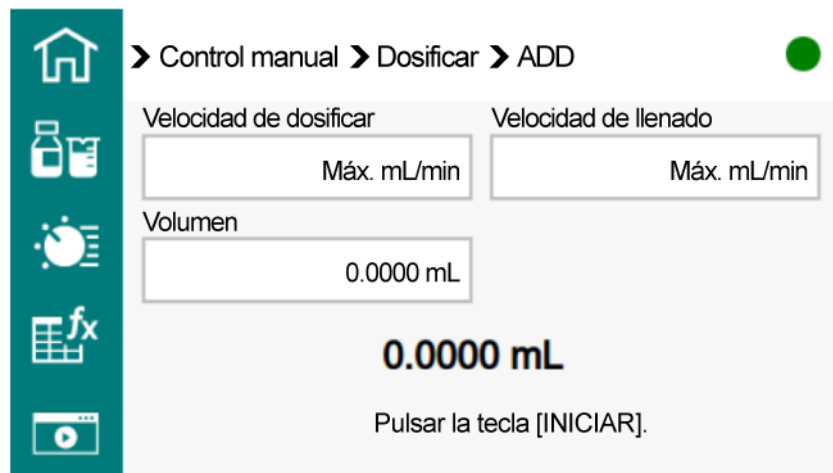 ❯ Control manual ❯ Dosificar ❯ ADD
Velocidad de dosificar
Velocidad de llenado
Máx. mL/min
Máx. mL/min
Volumen
0.0000 mL
fx
0.0000 mL
Pulsar la tecla [INICIAR].